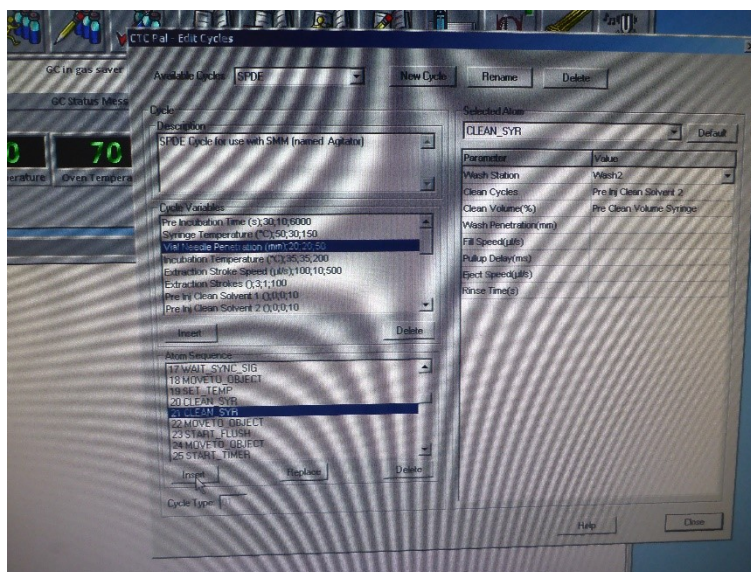 CTC Pal - Edit Cycles
GC in gas saver
GC Status Mess
0
70
erature
Oven Tempera
Available Cycles
SPDE
New Cycle
Rename
Delete
Cycle
Description
SPDE Cycle for use with SMM (named Agitator)
Cycle Variables
Pre Incubation Time (s);30;10;6000
Syringe Temperature (°C);50;30;150
Vial Needle Penetration (mm);20;20;50
Incubation Temperature (°C);35;35;200
Extraction Stroke Speed (µl/s);100;10;500
Extraction Strokes ();3;1;100
Pre Inj Clean Solvent 1 ();0;0;10
Pre Inj Clean Solvent 2 ();0;0;10
Insert
Delete
Atom Sequence
17 WAIT_SYNC_SIG
18 MOVETO_OBJECT
19 SET_TEMP
20 CLEAN_SYR
21 CLEAN_SYR
22 MOVETO_OBJECT
23 START_FLUSH
24 MOVETO_OBJECT
25 START_TIMER
Insert
Replace
Delete
Cycle Type:
Selected Atom
CLEAN_SYR
Default
Parameter
Value
Wash Station
Wash2
Clean Cycles
Pre Inj Clean Solvent 2
Clean Volume(%)
Pre Clean Volume Syringe
Wash Penetration(mm)
Fill Speed(µl/s)
Pullup Delay(ms)
Eject Speed(µl/s)
Rinse Time(s)
Help
Close